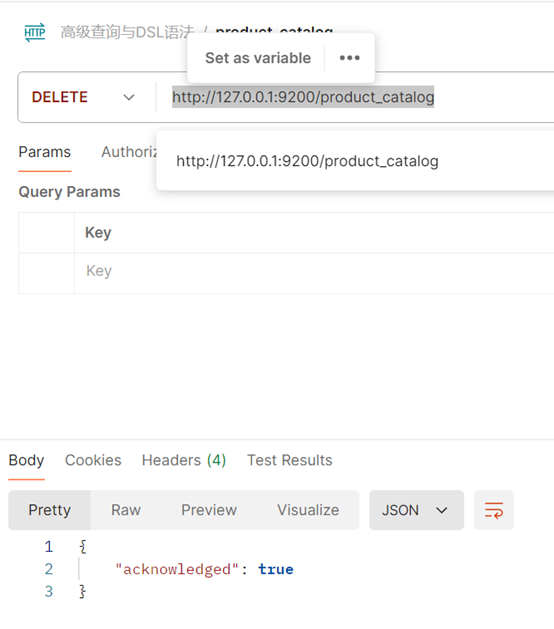 HTTP 高级查询与DSL语法 / product_catalog
Set as variable •••
DELETE http://127.0.0.1:9200/product_catalog
Params Authoriz
http://127.0.0.1:9200/product_catalog
Query Params
Key
Key
Body Cookies Headers (4) Test Results
Pretty Raw Preview Visualize JSON
1 {
2 "acknowledged": true
3 }